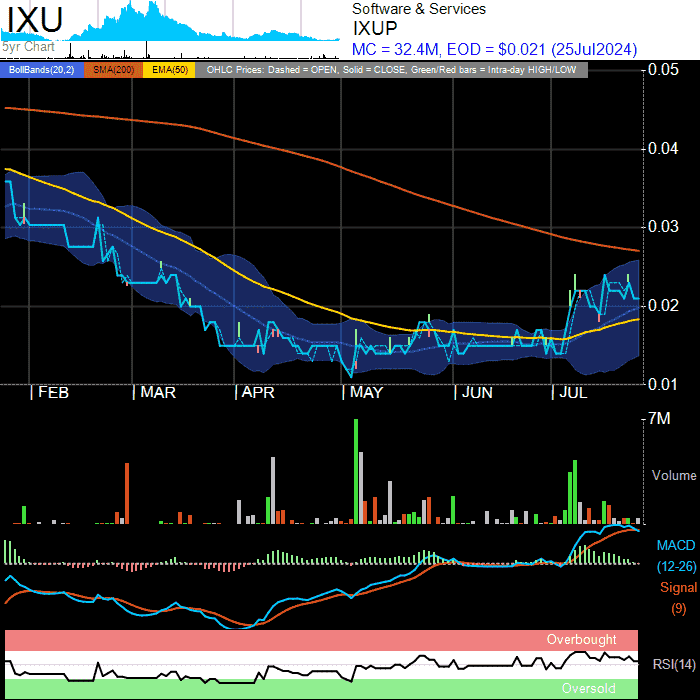 IXU
Software & Services
IXUP
MC = 32.4M, EOD = $0.021 (25Jul2024)
5yr Chart
BollBands(20,2) SMA(200) EMA(50) OHLC Prices: Dashed = OPEN, Solid = CLOSE, Green/Red bars = Intra-day HIGH/LOW
0.05
0.04
0.03
0.02
0.01
| FEB | MAR | APR | MAY | JUN | JUL
7M
Volume
MACD
(12-26)
Signal
(9)
Overbought
RSI(14)
Oversold